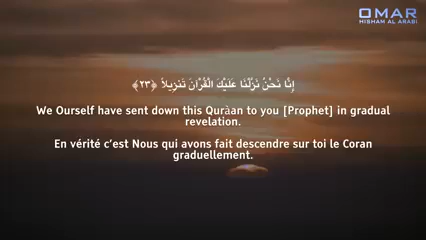 OMAR
HISHAM AL ARABI
إِنَّا نَحْنُ نَزَّلْنَا عَلَيْكَ الْقُرْآنَ تَنزِيلًا ﴿٢٣﴾
We Ourself have sent down this Quràan to you [Prophet] in gradual
revelation.
En vérité c’est Nous qui avons fait descendre sur toi le Coran
graduellement.